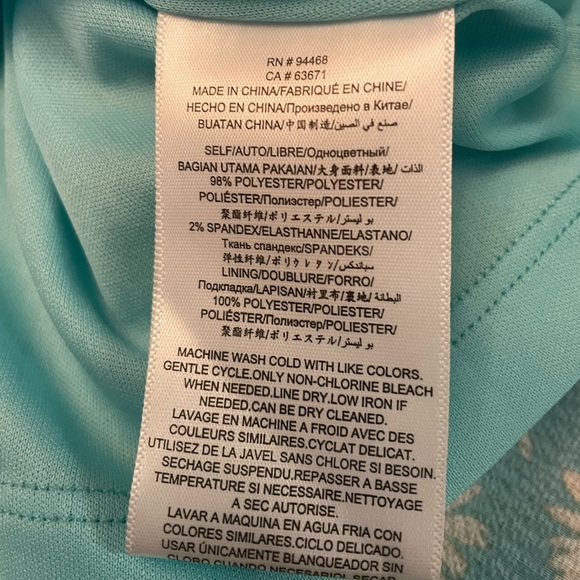 RN # 94468
CA # 63671
MADE IN CHINA/FABRIQUÉ EN CHINE/
HECHO EN CHINA/Произведено в Китае/
BUATAN CHINA/中国制造/صنع في الصين/
SELF/AUTO/LIBRE/Одноцветный/
BAGIAN UTAMA PAKAIAN/大身面料/表地/الذات/
98% POLYESTER/POLYESTER/
POLIÉSTER/Полиэстер/POLIESTER/
聚酯纤维/ポリエステル/بوليستر/
2% SPANDEX/ELASTHANNE/ELASTANO/
Ткань спандекс/SPANDEKS/
弹性纤维/ポリウレタン/سباندكس/
LINING/DOUBLURE/FORRO/
Подкладка/LAPISAN/村里布/裏地/البطانة/
100% POLYESTER/POLYESTER/
POLIÉSTER/Полиэстер/POLIESTER/
聚酯纤维/ポリエステル/بوليستر/
MACHINE WASH COLD WITH LIKE COLORS.
GENTLE CYCLE.ONLY NON-CHLORINE BLEACH
WHEN NEEDED.LINE DRY.LOW IRON IF
NEEDED.CAN BE DRY CLEANED.
LAVAGE EN MACHINE A FROID AVEC DES
COULEURS SIMILAIRES.CYCLAT DELICAT.
UTILISEZ DE LA JAVEL SANS CHLORE SI BESOIN.
SECHAGE SUSPENDU.REPASSER A BASSE
TEMPERATURE SI NECESSAIRE.NETTOYAGE
A SEC AUTORISE.
LAVAR A MAQUINA EN AGUA FRIA CON
COLORES SIMILARES.CICLO DELICADO.
USAR ÚNICAMENTE BLANQUEADOR SIN
CLORO CUANDO NECESARIO!.SECAR